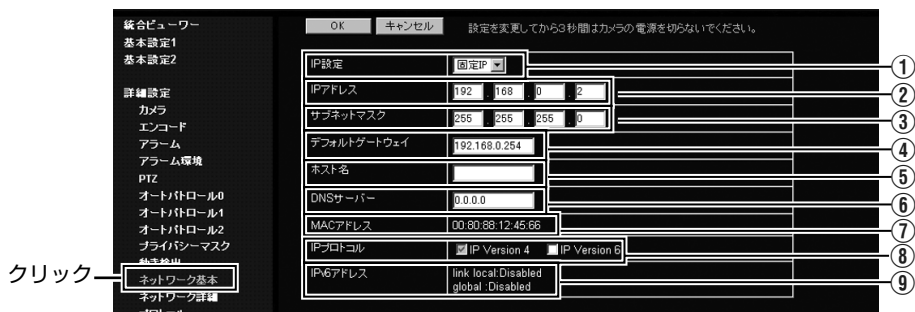 統合ビューワー
基本設定1
基本設定2
詳細設定
カメラ
エンコード
アラーム
アラーム環境
PTZ
オートパトロール0
オートパトロール1
オートパトロール2
プライバシーマスク
動き検出
クリック
ネットワーク基本
ネットワーク詳細
OK キャンセル 設定を変更してから3秒間はカメラの電源を切らないでください。
IP設定 固定IP ①
IPアドレス 192 . 168 . 0 . 2 ②
サブネットマスク 255 . 255 . 255 . 0 ③
デフォルトゲートウェイ 192.168.0.254 ④
ホスト名 ⑤
DNSサーバー 0.0.0.0 ⑥
MACアドレス 00:80:88:12:45:66 ⑦
IPプロトコル IP Version 4 IP Version 6 ⑧
IPv6アドレス link local:Disabled ⑨
global :Disabled